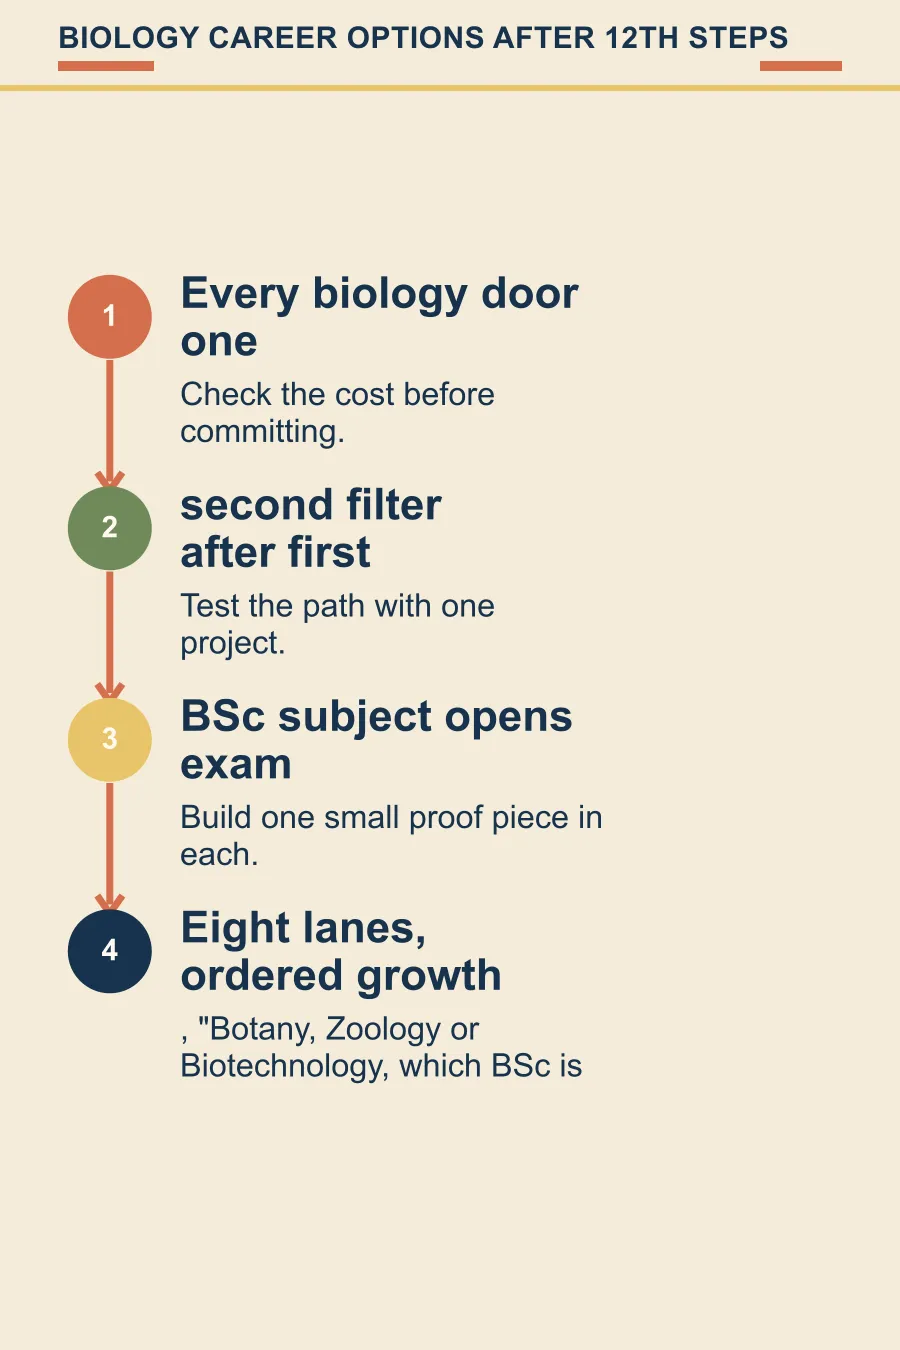 BIOLOGY CAREER OPTIONS AFTER 12TH STEPS
1
Every biology door
one
Check the cost before
committing.
2
second filter
after first
Test the path with one
project.
3
BSc subject opens
exam
Build one small proof piece in
each.
4
Eight lanes,
ordered growth
, "Botany, Zoology or
Biotechnology, which BSc is